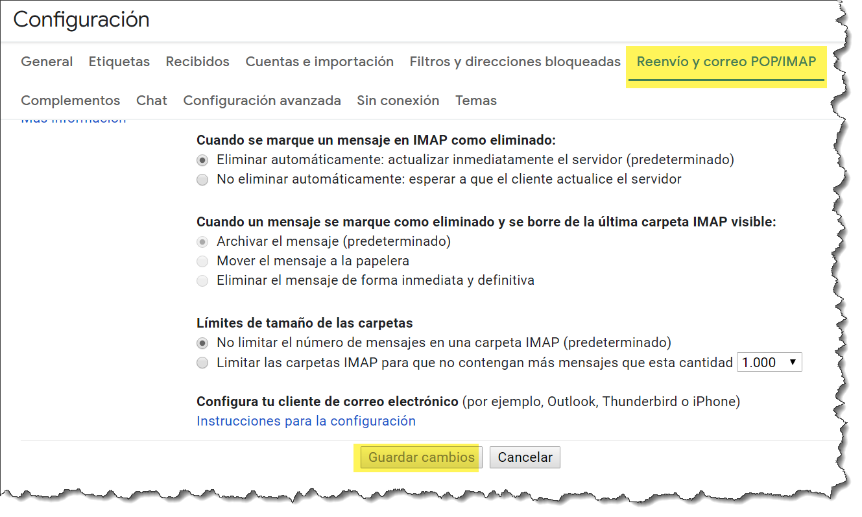 Configuración
General Etiquetas Recibidos Cuentas e importación Filtros y direcciones bloqueadas Reenvío y correo POP/IMAP
Complementos Chat Configuración avanzada Sin conexión Temas
Más información
Cuando se marque un mensaje en IMAP como eliminado:
Eliminar automáticamente: actualizar inmediatamente el servidor (predeterminado)
No eliminar automáticamente: esperar a que el cliente actualice el servidor
Cuando un mensaje se marque como eliminado y se borre de la última carpeta IMAP visible:
Archivar el mensaje (predeterminado)
Mover el mensaje a la papelera
Eliminar el mensaje de forma inmediata y definitiva
Límites de tamaño de las carpetas
No limitar el número de mensajes en una carpeta IMAP (predeterminado)
Limitar las carpetas IMAP para que no contengan más mensajes que esta cantidad 1.000
Configura tu cliente de correo electrónico (por ejemplo, Outlook, Thunderbird o iPhone)
Instrucciones para la configuración
Guardar cambios Cancelar